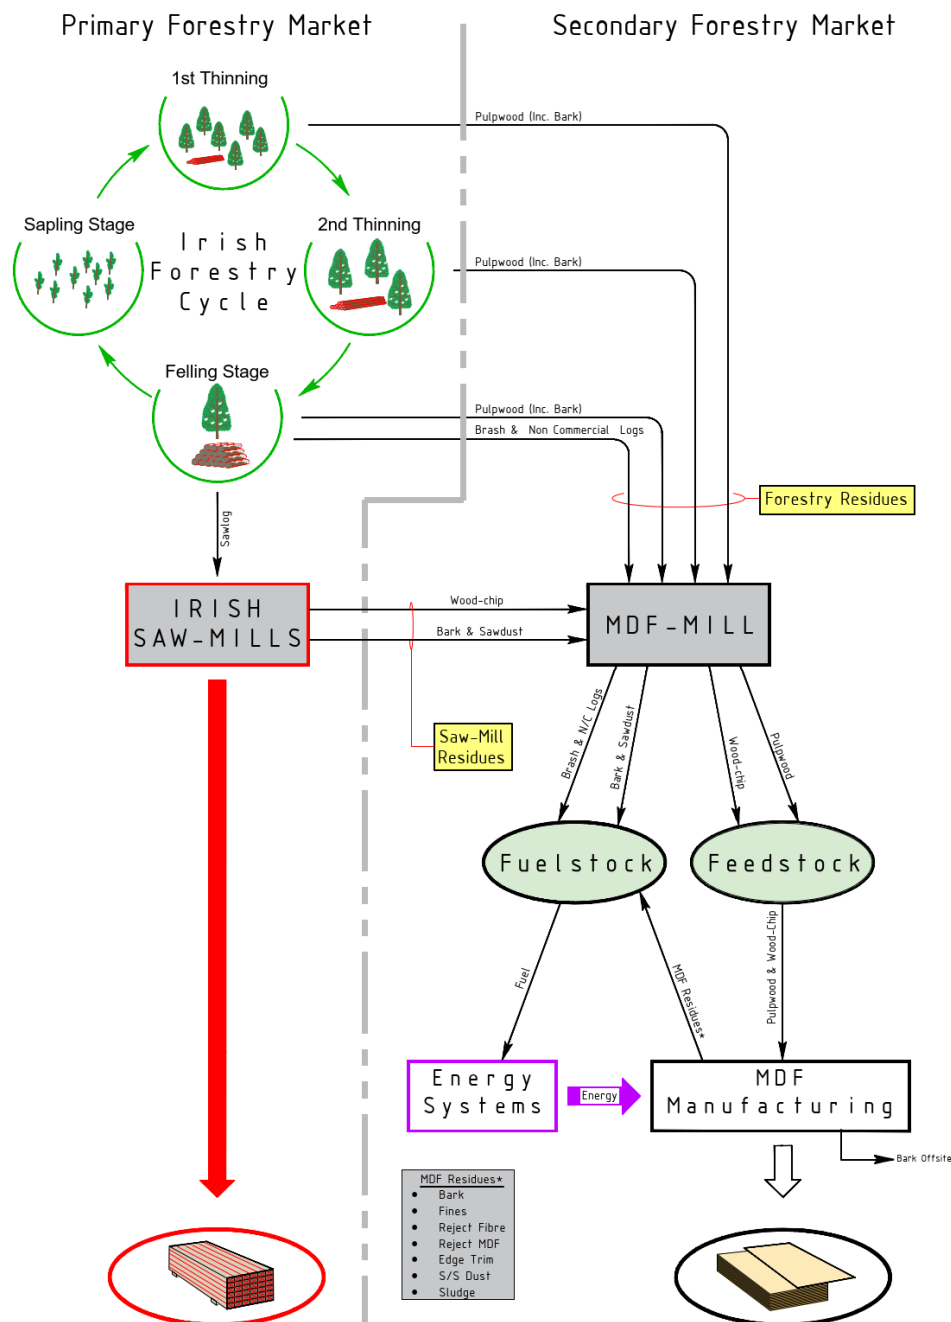 Primary Forestry Market
Secondary Forestry Market
1st Thinning
Pulpwood (Inc. Bark)
Sapling Stage
2nd Thinning
Irish
Forestry
Cycle
Pulpwood (Inc. Bark)
Felling Stage
Pulpwood (Inc. Bark)
Brash & Non Commercial Logs
Forestry Residues
Sawlog
IRISH
SAW-MILLS
Wood-chip
Bark & Sawdust
MDF-MILL
Saw-Mill
Residues
Brash & N/C Logs
Bark & Sawdust
Wood-chip
Pulpwood
Fuelstock
Feedstock
Fuel
MDF Residues*
Pulpwood & Wood-Chip
Energy
Systems
Energy
MDF
Manufacturing
Bark Offsite
MDF Residues*
• Bark
• Fines
• Reject Fibre
• Reject MDF
• Edge Trim
• S/S Dust
• Sludge